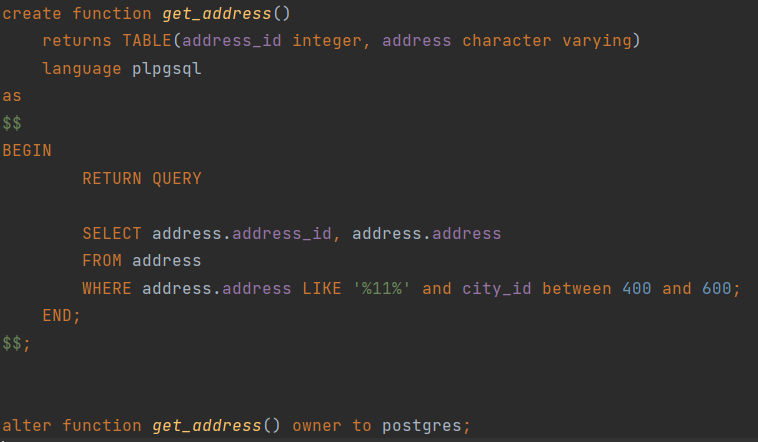 create function get_address()
    returns TABLE(address_id integer, address character varying)
    language plpgsql
as
$$
BEGIN
        RETURN QUERY

        SELECT address.address_id, address.address
        FROM address
        WHERE address.address LIKE '%11%' and city_id between 400 and 600;
    END;
$$;

alter function get_address() owner to postgres;